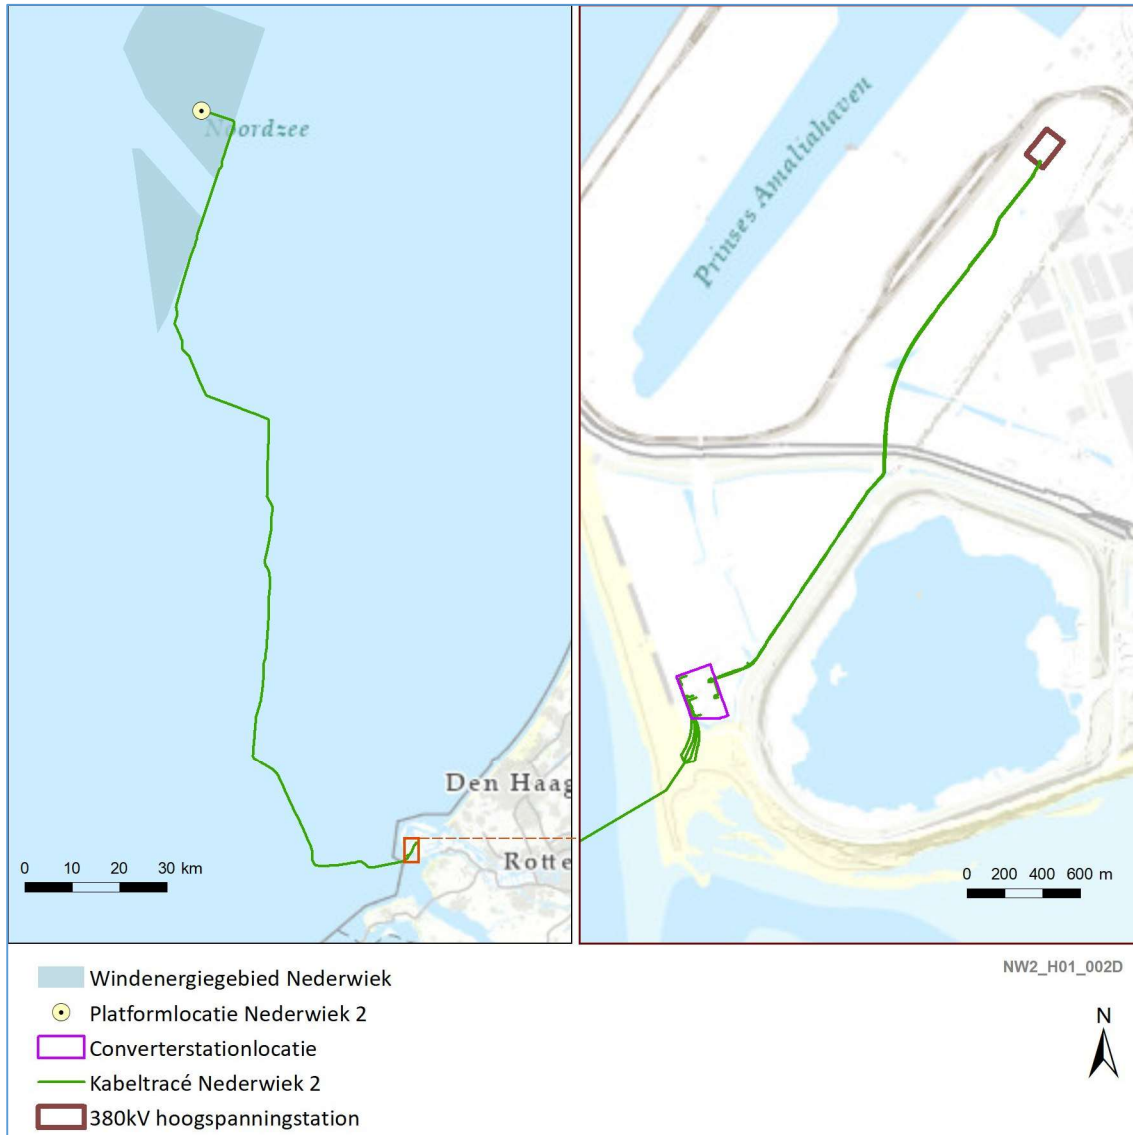 Noordzee
Den Haag
Rotte
0 10 20 30 km
Prinses Amaliahaven
0 200 400 600 m
NW2_H01_002D
N
Windenergiegebied Nederwiek
Platformlocatie Nederwiek 2
Converterstationlocatie
Kabeltracé Nederwiek 2
380kV hoogspanningstation